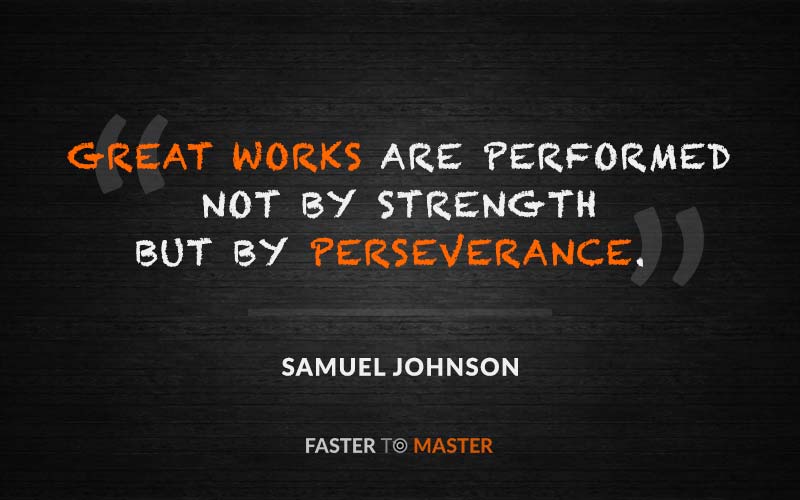 “GREAT WORKS ARE PERFORMED
NOT BY STRENGTH
BUT BY PERSEVERANCE.”
SAMUEL JOHNSON
FASTER TO MASTER